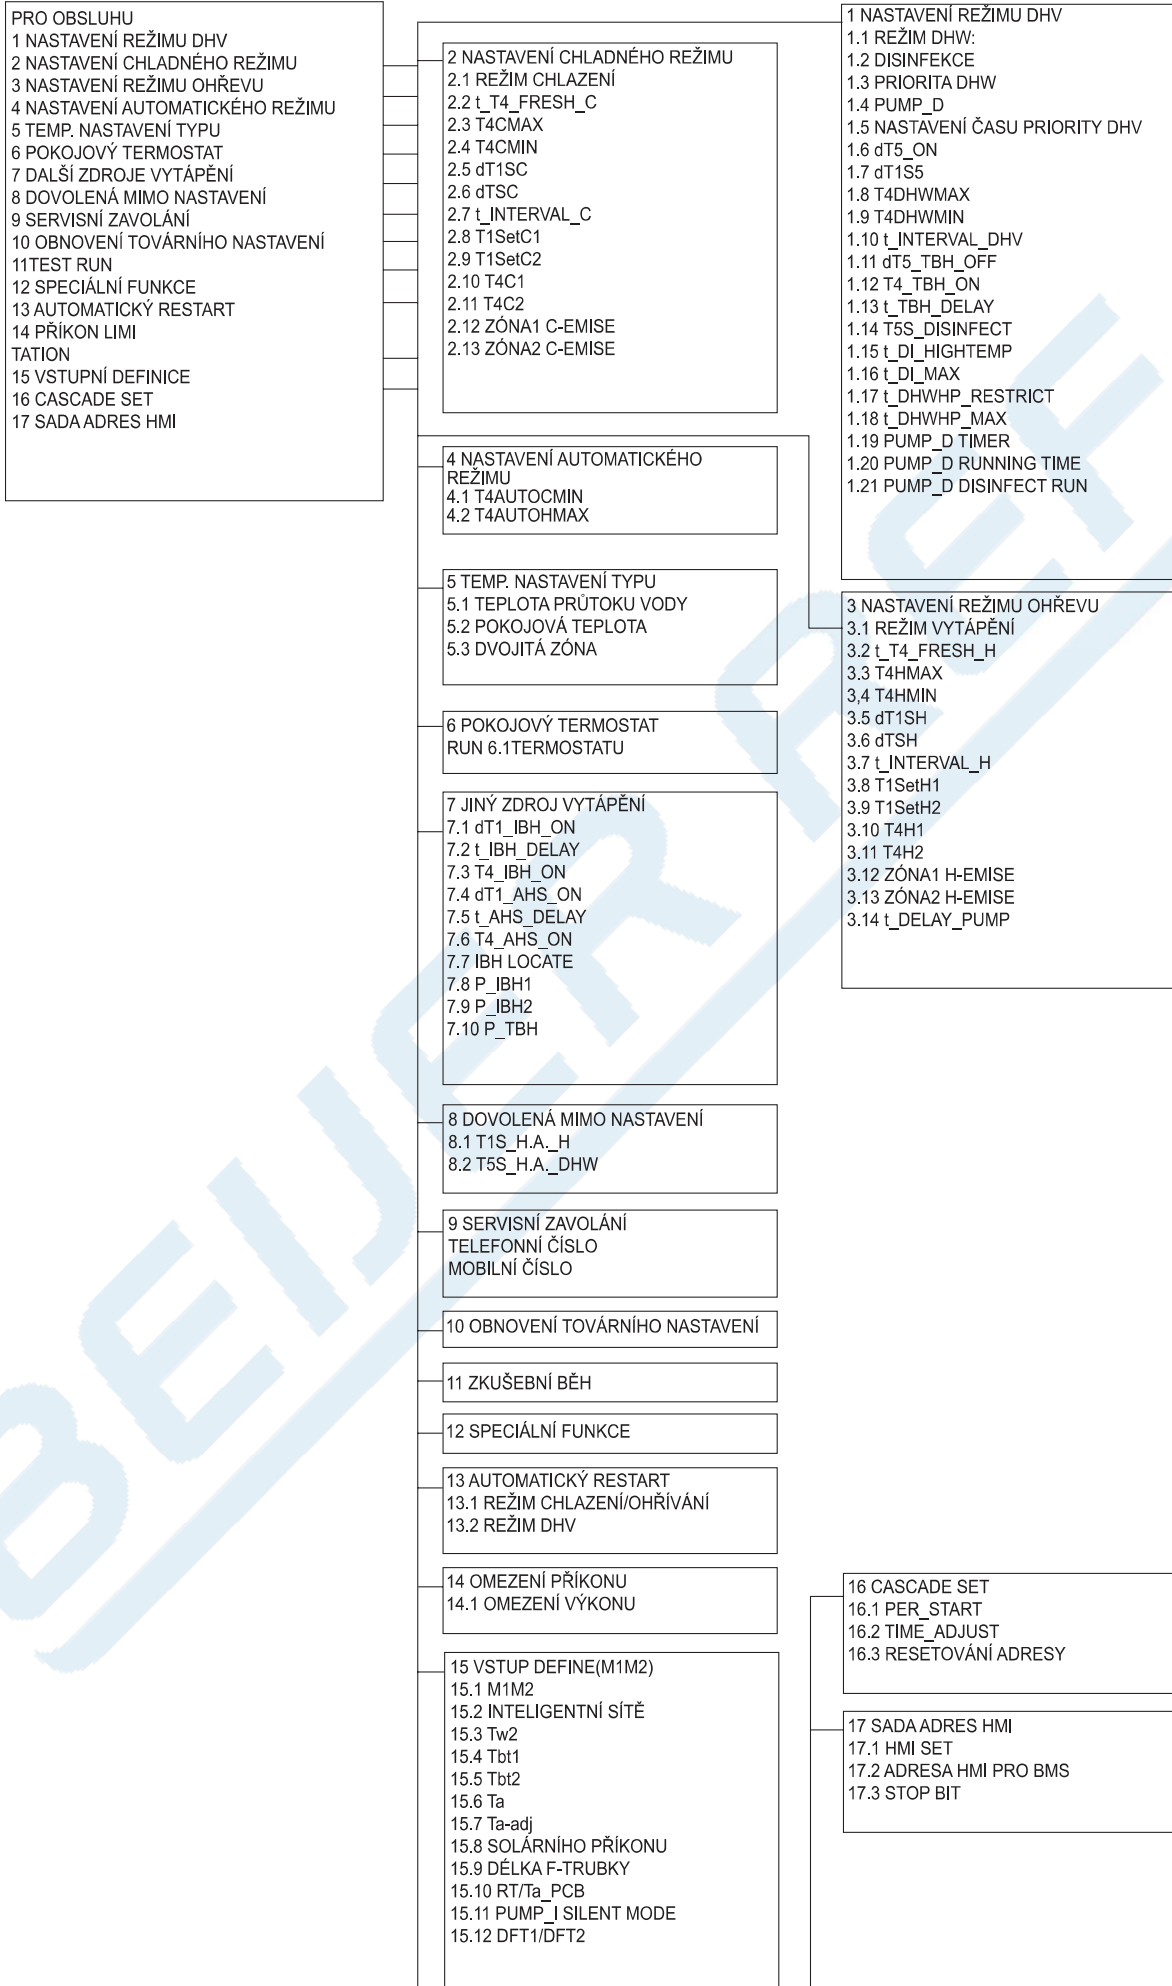 PRO OBSLUHU
1 NASTAVENÍ REŽIMU DHV
2 NASTAVENÍ CHLADNÉHO REŽIMU
3 NASTAVENÍ REŽIMU OHŘEVU
4 NASTAVENÍ AUTOMATICKÉHO REŽIMU
5 TEMP. NASTAVENÍ TYPU
6 POKOJOVÝ TERMOSTAT
7 DALŠÍ ZDROJE VYTÁPĚNÍ
8 DOVOLENÁ MIMO NASTAVENÍ
9 SERVISNÍ ZAVOLÁNÍ
10 OBNOVENÍ TOVÁRNÍHO NASTAVENÍ
11TEST RUN
12 SPECIÁLNÍ FUNKCE
13 AUTOMATICKÝ RESTART
14 PŘÍKON LIMI
TATION
15 VSTUPNÍ DEFINICE
16 CASCADE SET
17 SADA ADRES HMI
2 NASTAVENÍ CHLADNÉHO REŽIMU
2.1 REŽIM CHLAZENÍ
2.2 t_T4_FRESH_C
2.3 T4CMAX
2.4 T4CMIN
2.5 dT1SC
2.6 dTSC
2.7 t_INTERVAL_C
2.8 T1SetC1
2.9 T1SetC2
2.10 T4C1
2.11 T4C2
2.12 ZÓNA1 C-EMISE
2.13 ZÓNA2 C-EMISE
4 NASTAVENÍ AUTOMATICKÉHO
REŽIMU
4.1 T4AUTOCMIN
4.2 T4AUTOHMAX
5 TEMP. NASTAVENÍ TYPU
5.1 TEPLOTA PRŮTOKU VODY
5.2 POKOJOVÁ TEPLOTA
5.3 DVOJITÁ ZÓNA
6 POKOJOVÝ TERMOSTAT
RUN 6.1TERMOSTATU
7 JINÝ ZDROJ VYTÁPĚNÍ
7.1 dT1_IBH_ON
7.2 t_IBH_DELAY
7.3 T4_IBH_ON
7.4 dT1_AHS_ON
7.5 t_AHS_DELAY
7.6 T4_AHS_ON
7.7 IBH LOCATE
7.8 P_IBH1
7.9 P_IBH2
7.10 P_TBH
8 DOVOLENÁ MIMO NASTAVENÍ
8.1 T1S_H.A._H
8.2 T5S_H.A._DHW
9 SERVISNÍ ZAVOLÁNÍ
TELEFONNÍ ČÍSLO
MOBILNÍ ČÍSLO
10 OBNOVENÍ TOVÁRNÍHO NASTAVENÍ
11 ZKUŠEBNÍ BĚH
12 SPECIÁLNÍ FUNKCE
13 AUTOMATICKÝ RESTART
13.1 REŽIM CHLAZENÍ/OHŘÍVÁNÍ
13.2 REŽIM DHV
14 OMEZENÍ PŘÍKONU
14.1 OMEZENÍ VÝKONU
15 VSTUP DEFINE(M1M2)
15.1 M1M2
15.2 INTELIGENTNÍ SÍTĚ
15.3 Tw2
15.4 Tbt1
15.5 Tbt2
15.6 Ta
15.7 Ta-adj
15.8 SOLÁRNÍHO PŘÍKONU
15.9 DÉLKA F-TRUBKY
15.10 RT/Ta_PCB
15.11 PUMP_I SILENT MODE
15.12 DFT1/DFT2
1 NASTAVENÍ REŽIMU DHV
1.1 REŽIM DHW:
1.2 DISINFEKCE
1.3 PRIORITA DHW
1.4 PUMP_D
1.5 NASTAVENÍ ČASU PRIORITY DHV
1.6 dT5_ON
1.7 dT1S5
1.8 T4DHWMAX
1.9 T4DHWMIN
1.10 t_INTERVAL_DHV
1.11 dT5_TBH_OFF
1.12 T4_TBH_ON
1.13 t_TBH_DELAY
1.14 T5S_DISINFECT
1.15 t_DI_HIGHTEMP
1.16 t_DI_MAX
1.17 t_DHWHP_RESTRICT
1.18 t_DHWHP_MAX
1.19 PUMP_D TIMER
1.20 PUMP_D RUNNING TIME
1.21 PUMP_D DISINFECT RUN
3 NASTAVENÍ REŽIMU OHŘEVU
3.1 REŽIM VYTÁPĚNÍ
3.2 t_T4_FRESH_H
3.3 T4HMAX
3,4 T4HMIN
3.5 dT1SH
3.6 dTSH
3.7 t_INTERVAL_H
3.8 T1SetH1
3.9 T1SetH2
3.10 T4H1
3.11 T4H2
3.12 ZÓNA1 H-EMISE
3.13 ZÓNA2 H-EMISE
3.14 t_DELAY_PUMP
16 CASCADE SET
16.1 PER_START
16.2 TIME_ADJUST
16.3 RESETOVÁNÍ ADRESY
17 SADA ADRES HMI
17.1 HMI SET
17.2 ADRESA HMI PRO BMS
17.3 STOP BIT
BEIJER REF